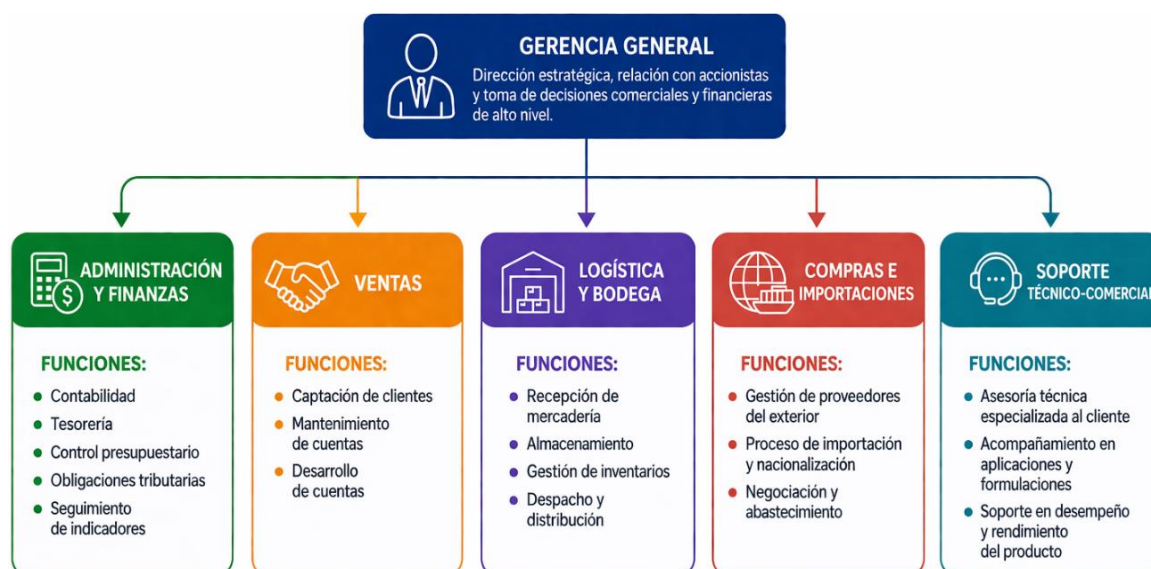 GERENCIA GENERAL
Dirección estratégica, relación con accionistas
y toma de decisiones comerciales y financieras
de alto nivel.
ADMINISTRACIÓN
Y FINANZAS
$
FUNCIONES:
Contabilidad
Tesorería
Control presupuestario
Obligaciones tributarias
Seguimiento
de indicadores
VENTAS
FUNCIONES:
Captación de clientes
Mantenimiento
de cuentas
Desarrollo
de cuentas
LOGÍSTICA
Y BODEGA
FUNCIONES:
Recepción de
mercadería
Almacenamiento
Gestión de inventarios
Despacho y
distribución
COMPRAS E
IMPORTACIONES
FUNCIONES:
Gestión de proveedores
del exterior
Proceso de importación
y nacionalización
Negociación y
abastecimiento
SOPORTE
TÉCNICO-COMERCIAL
FUNCIONES:
Asesoría técnica
especializada al cliente
Acompañamiento en
aplicaciones y
formulaciones
Soporte en desempeño
y rendimiento
del producto